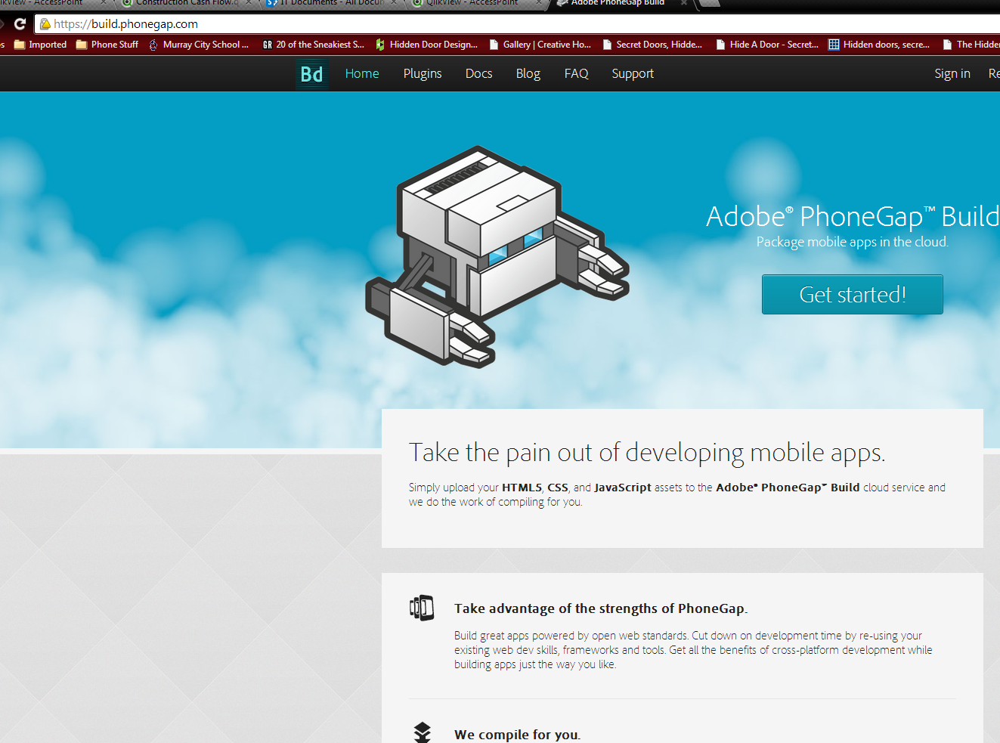 likView - AccessPoint
Construction Cash Flow.q
IT Documents - All Docum
QlikView - AccessPoint
Adobe PhoneGap Build
https://build.phonegap.com
Imported
Phone Stuff
Murray City School ...
GR
20 of the Sneakiest S...
Hidden Door Design...
Gallery | Creative Ho...
Secret Doors, Hidde...
Hide A Door - Secret...
Hidden doors, secre...
The Hidden
Bd
Home
Plugins
Docs
Blog
FAQ
Support
Sign in
Re
Adobe® PhoneGap™ Build
Package mobile apps in the cloud.
Get started!
Take the pain out of developing mobile apps.
Simply upload your HTML5, CSS, and JavaScript assets to the Adobe® PhoneGap™ Build cloud service and
we do the work of compiling for you.
Take advantage of the strengths of PhoneGap.
Build great apps powered by open web standards. Cut down on development time by re-using your
existing web dev skills, frameworks and tools. Get all the benefits of cross-platform development while
building apps just the way you like.
We compile for you.